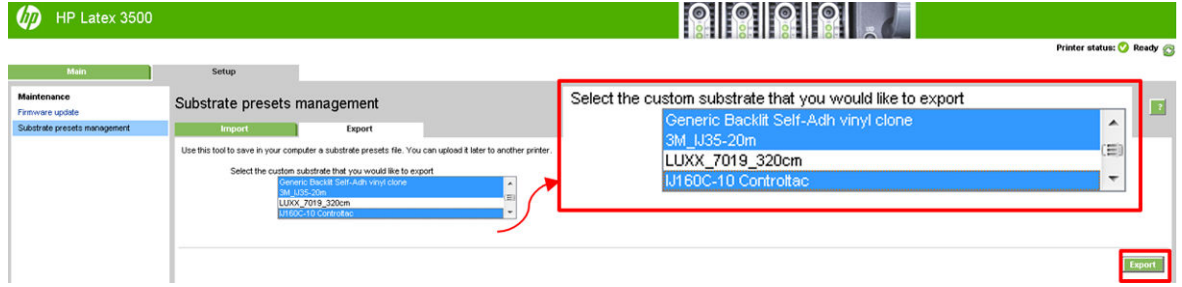 hp HP Latex 3500
Printer status: Ready
Main Setup
Maintenance
Firmware update
Substrate presets management
Substrate presets management
?
Import Export
Use this tool to save in your computer a substrate presets file. You can upload it later to another printer.
Select the custom substrate that you would like to export
Generic Backlit Self-Adh vinyl clone
3M_IJ35-20m
LUXX_7019_320cm
IJ160C-10 Controltac
Select the custom substrate that you would like to export
Generic Backlit Self-Adh vinyl clone
3M_IJ35-20m
LUXX_7019_320cm
IJ160C-10 Controltac
Export